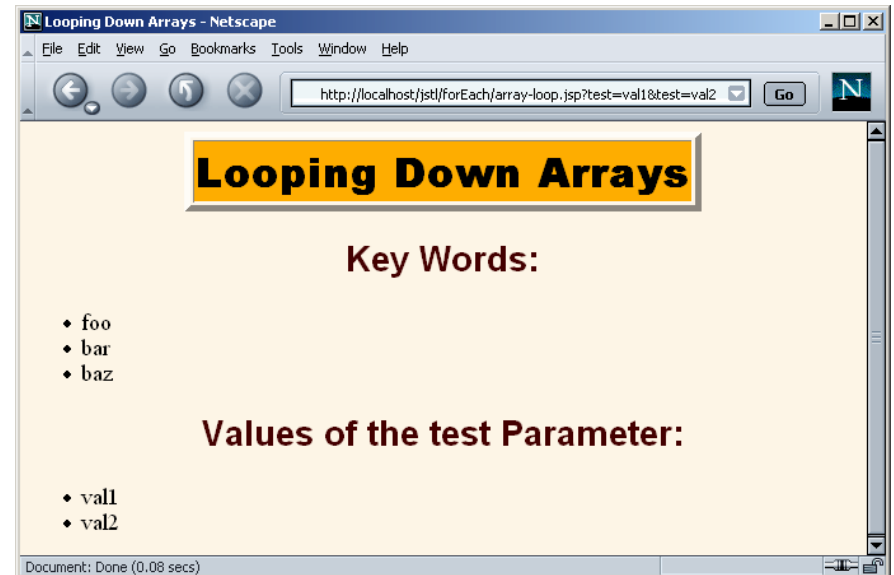 N Looping Down Arrays - Netscape
File Edit View Go Bookmarks Tools Window Help
http://localhost/jstl/forEach/array-loop.jsp?test=val1&test=val2 Go N
Looping Down Arrays
Key Words:
• foo
• bar
• baz
Values of the test Parameter:
• val1
• val2
Document: Done (0.08 secs)